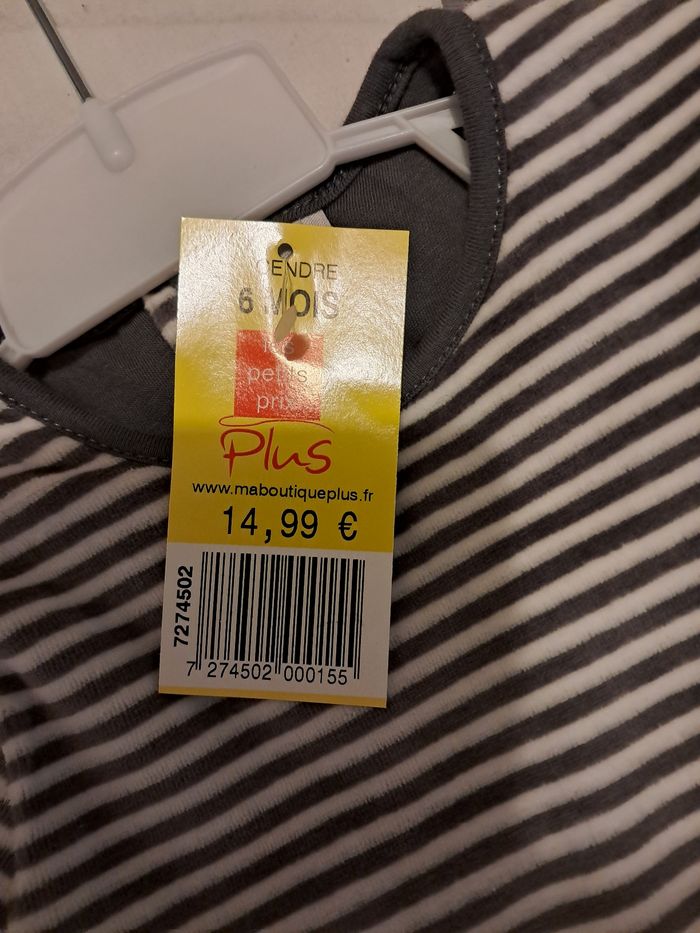 CENDRE
6 MOIS
petits
prix
Plus
www.maboutiqueplus.fr
14,99 €
7274502
7 274502 000155